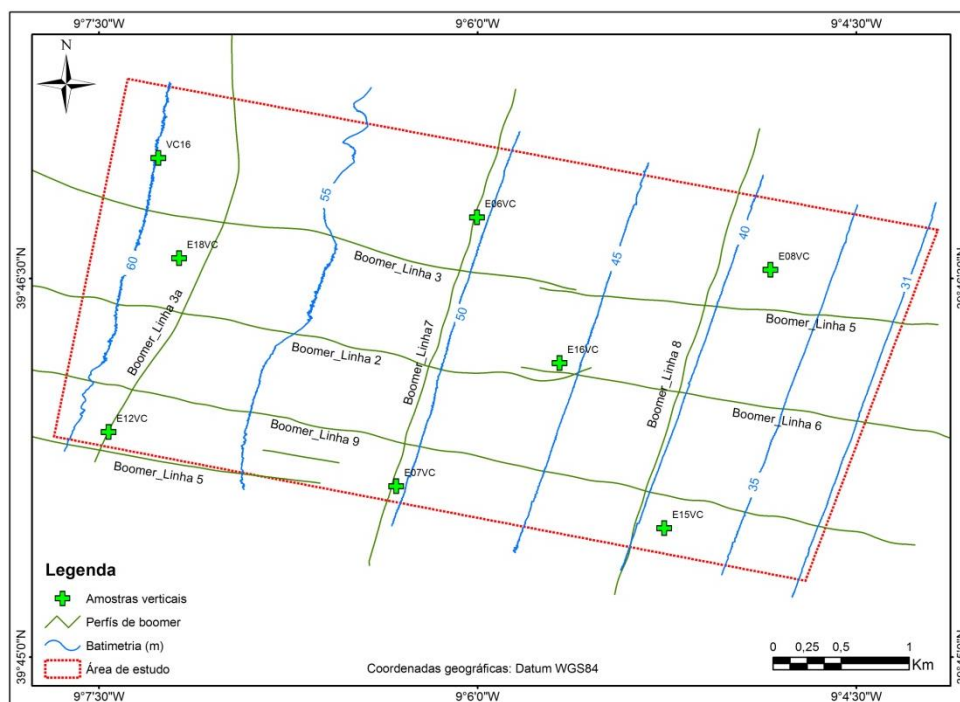 9°7'30"W
9°6'0"W
9°4'30"W
N
VC16
55
E06VC
60
E18VC
40
45
E08VC
31
39°46'30"N
Boomer_Linha 3
Boomer_Linha 3a
50
Boomer_Linha 5
Boomer_Linha 2
Boomer_Linha7
E16VC
Boomer_Linha 8
E12VC
Boomer_Linha 9
Boomer_Linha 6
Boomer_Linha 5
E07VC
35
E15VC
Legenda
Amostras verticais
Perfís de boomer
Batimetria (m)
Área de estudo
Coordenadas geográficas: Datum WGS84
0 0,25 0,5 1
Km
39°45'0"N
9°7'30"W
9°6'0"W
9°4'30"W